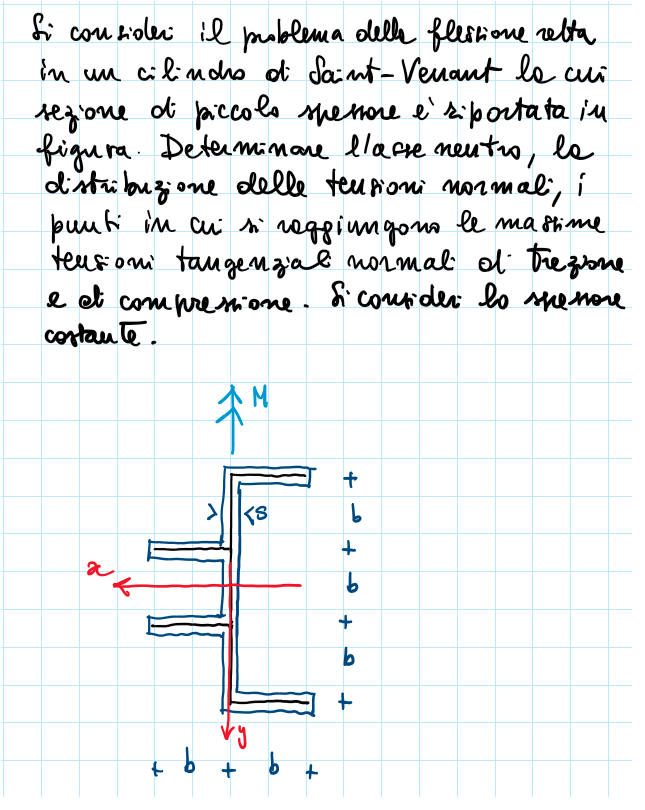 Si consideri il problema della flessione retta
in un cilindro di Saint-Venant la cui
sezione di piccolo spessore è riportata in
figura. Determinare l'asse neutro, la
distribuzione delle tensioni normali, i
punti in cui si raggiungono le massime
tensioni tangenziali normali di trazione
e di compressione. Si consideri lo spessore
costante.
M
s
b
x
b
b
y
b b